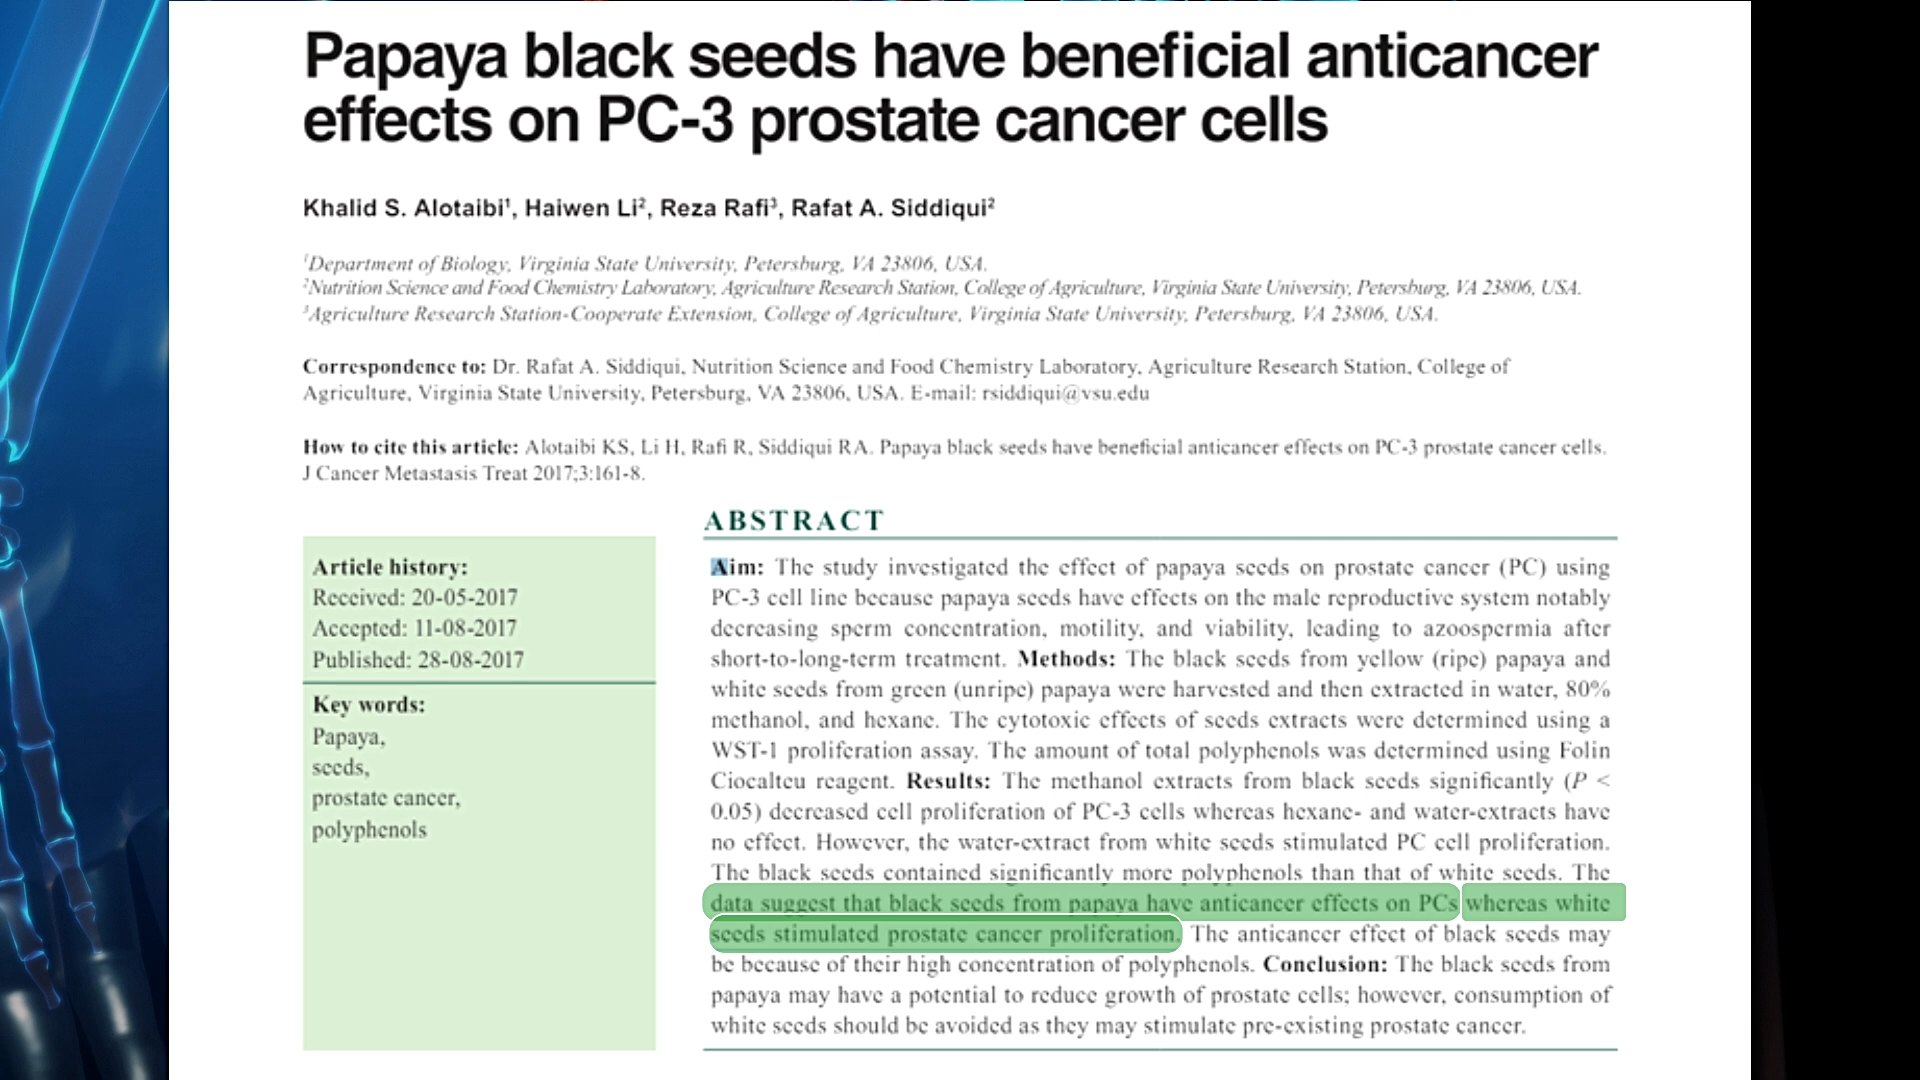 Papaya black seeds have beneficial anticancer
effects on PC-3 prostate cancer cells
Khalid S. Alotaibi¹, Haiwen Li², Reza Rafi³, Rafat A. Siddiqui²
¹Department of Biology, Virginia State University, Petersburg, VA 23806, USA.
²Nutrition Science and Food Chemistry Laboratory, Agriculture Research Station, College of Agriculture, Virginia State University, Petersburg, VA 23806, USA.
³Agriculture Research Station-Cooperate Extension, College of Agriculture, Virginia State University, Petersburg, VA 23806, USA.
Correspondence to: Dr. Rafat A. Siddiqui, Nutrition Science and Food Chemistry Laboratory, Agriculture Research Station, College of
Agriculture, Virginia State University, Petersburg, VA 23806, USA. E-mail: rsiddiqui@vsu.edu
How to cite this article: Alotaibi KS, Li H, Rafi R, Siddiqui RA. Papaya black seeds have beneficial anticancer effects on PC-3 prostate cancer cells.
J Cancer Metastasis Treat 2017;3:161-8.
Article history:
Received: 20-05-2017
Accepted: 11-08-2017
Published: 28-08-2017
Key words:
Papaya,
seeds,
prostate cancer,
polyphenols
ABSTRACT
Aim: The study investigated the effect of papaya seeds on prostate cancer (PC) using
PC-3 cell line because papaya seeds have effects on the male reproductive system notably
decreasing sperm concentration, motility, and viability, leading to azoospermia after
short-to-long-term treatment. Methods: The black seeds from yellow (ripe) papaya and
white seeds from green (unripe) papaya were harvested and then extracted in water, 80%
methanol, and hexane. The cytotoxic effects of seeds extracts were determined using a
WST-1 proliferation assay. The amount of total polyphenols was determined using Folin
Ciocalteu reagent. Results: The methanol extracts from black seeds significantly (P <
0.05) decreased cell proliferation of PC-3 cells whereas hexane- and water-extracts have
no effect. However, the water-extract from white seeds stimulated PC cell proliferation.
The black seeds contained significantly more polyphenols than that of white seeds. The
data suggest that black seeds from papaya have anticancer effects on PCs whereas white
seeds stimulated prostate cancer proliferation. The anticancer effect of black seeds may
be because of their high concentration of polyphenols. Conclusion: The black seeds from
papaya may have a potential to reduce growth of prostate cells; however, consumption of
white seeds should be avoided as they may stimulate pre-existing prostate cancer.